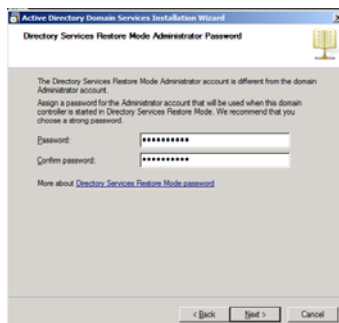 Active Directory Domain Services Installation Wizard
Directory Services Restore Mode Administrator Password
The Directory Services Restore Mode Administrator account is different from the domain
Administrator account.
Assign a password for the Administrator account that will be used when this domain
controller is started in Directory Services Restore Mode. We recommend that you
choose a strong password.
Password:
Confirm password:
More about Directory Services Restore Mode password
< Back Next > Cancel